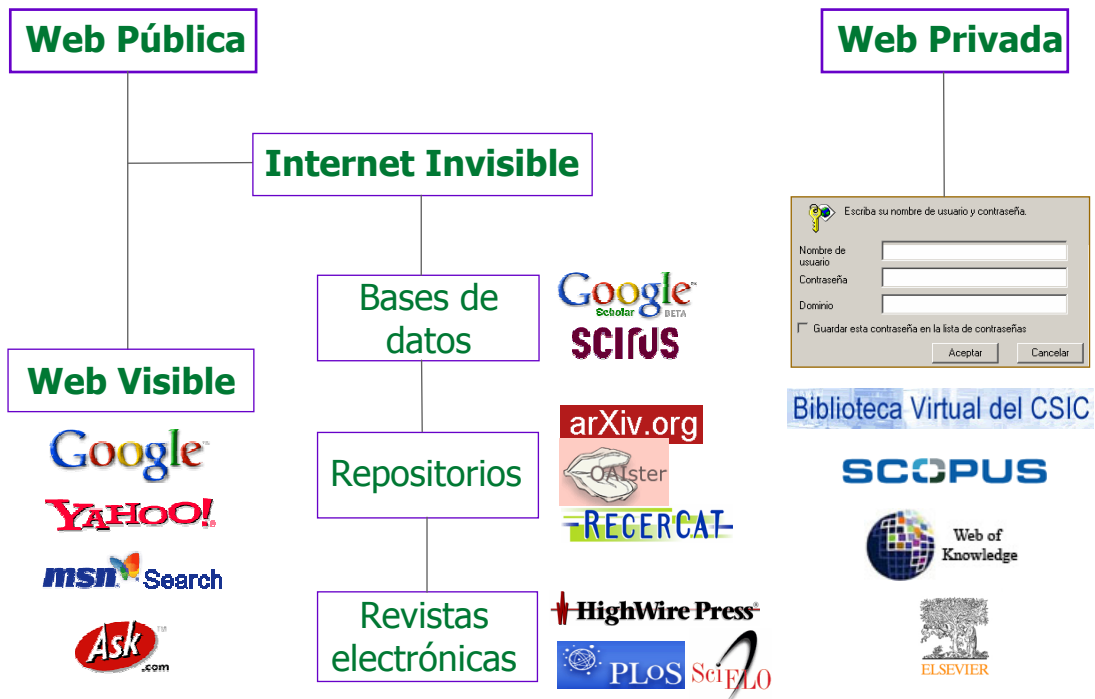 Web Pública
Web Privada
Internet Invisible
Escriba su nombre de usuario y contraseña.
Nombre de
usuario
Contraseña
Dominio
Guardar esta contraseña en la lista de contraseñas
Aceptar
Cancelar
Bases de
datos
Google™
Scholar BETA
scirus
Web Visible
Google™
YAHOO!
msn Search
Ask™
.com
Repositorios
arXiv.org
OAIster
RECERCAT
Revistas
electrónicas
HighWire Press®
PLoS
SciELO
Biblioteca Virtual del CSIC
SCOPUS
Web of
Knowledge
ELSEVIER